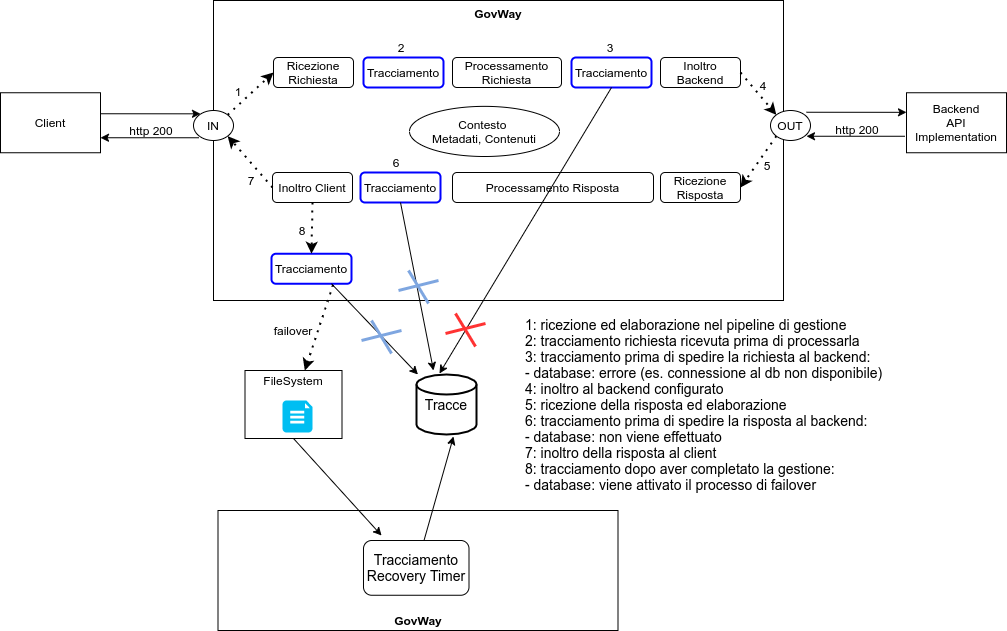 GovWay
2
3
Ricezione
Richiesta
Tracciamento
Processamento
Richiesta
Tracciamento
Inoltro
Backend
1
4
Client
http 200
IN
Contesto
Metadati, Contenuti
OUT
http 200
Backend
API
Implementation
6
7
5
Inoltro Client
Tracciamento
Processamento Risposta
Ricezione
Risposta
8
Tracciamento
failover
FileSystem
Tracce
1: ricezione ed elaborazione nel pipeline di gestione
2: tracciamento richiesta ricevuta prima di processarla
3: tracciamento prima di spedire la richiesta al backend:
- database: errore (es. connessione al db non disponibile)
4: inoltro al backend configurato
5: ricezione della risposta ed elaborazione
6: tracciamento prima di spedire la risposta al backend:
- database: non viene effettuato
7: inoltro della risposta al client
8: tracciamento dopo aver completato la gestione:
- database: viene attivato il processo di failover
Tracciamento
Recovery Timer
GovWay